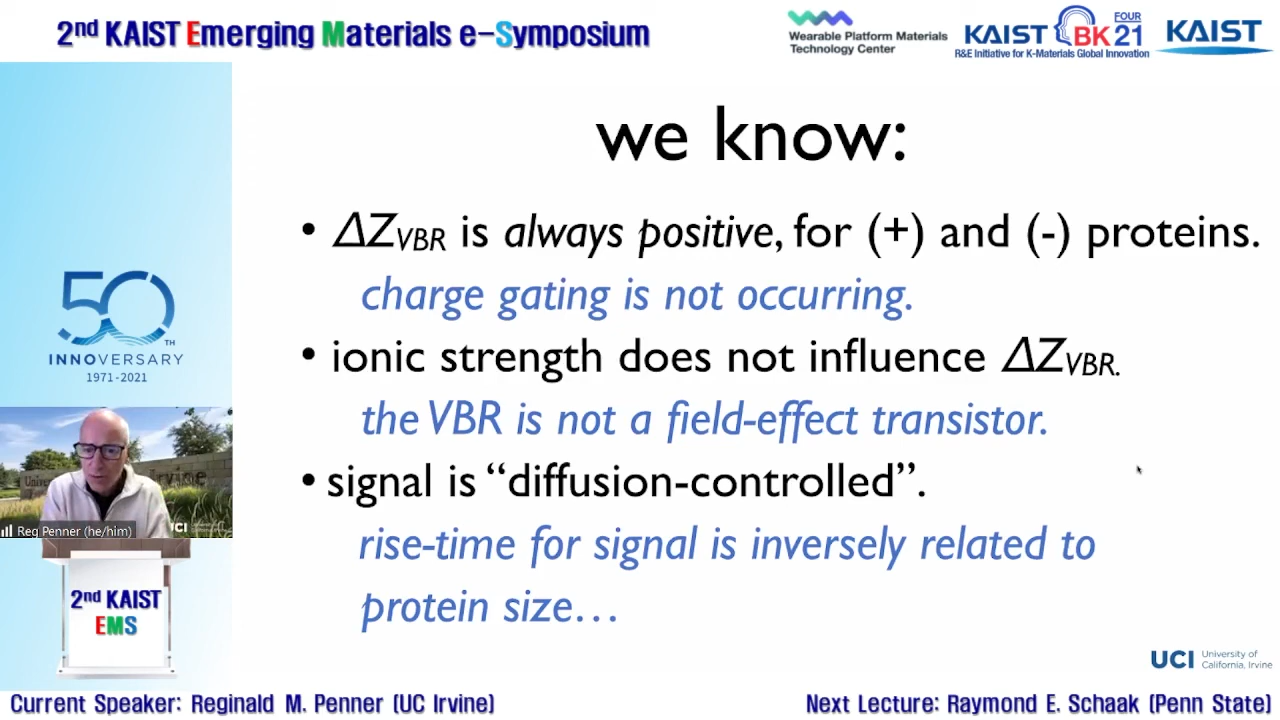 2nd KAIST Emerging Materials e-Symposium
Wearable Platform Materials
Technology Center
KAIST BK21 FOUR
R&E Initiative for K-Materials Global Innovation
KAIST
we know:
• ΔZVBR is always positive, for (+) and (-) proteins.
charge gating is not occurring.
• ionic strength does not influence ΔZVBR.
the VBR is not a field-effect transistor.
• signal is “diffusion-controlled”.
rise-time for signal is inversely related to
protein size…
50 TH
INNOVERSARY
1971-2021
Reg Penner (he/him)
UCI
2nd KAIST
EMS
UCI University of
California, Irvine
Current Speaker: Reginald M. Penner (UC Irvine)
Next Lecture: Raymond E. Schaak (Penn State)